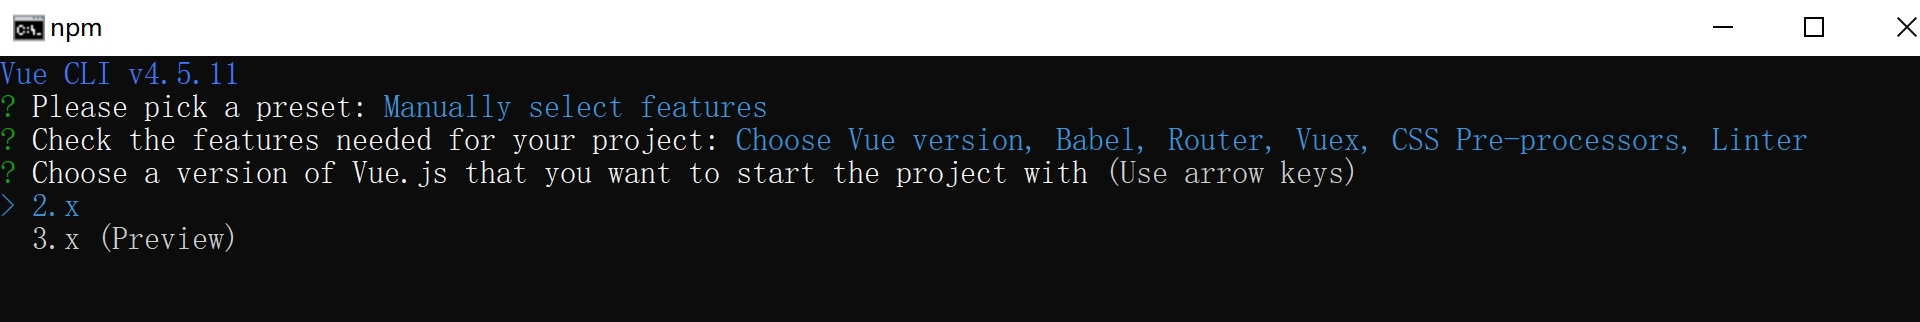 npm
Vue CLI v4.5.11
? Please pick a preset: Manually select features
? Check the features needed for your project: Choose Vue version, Babel, Router, Vuex, CSS Pre-processors, Linter
? Choose a version of Vue.js that you want to start the project with (Use arrow keys)
> 2.x
  3.x (Preview)